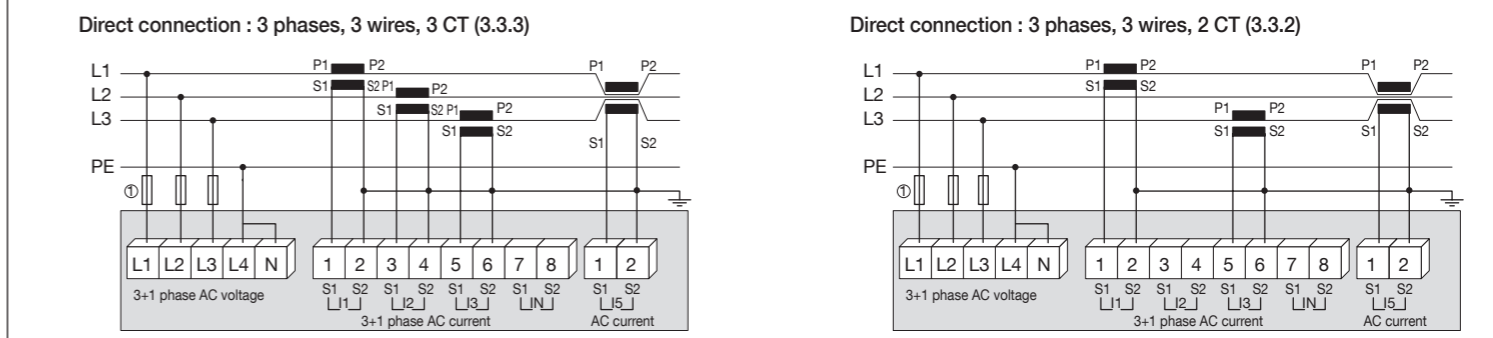 Direct connection : 3 phases, 3 wires, 3 CT (3.3.3)
L1 P1 P2 P1 P2
S1 S2 P1 P2
L2
S1 S2 P1 P2
L3
S1 S2 S1 S2
PE
①
L1 L2 L3 L4 N 1 2 3 4 5 6 7 8 1 2
S1 S2 S1 S2 S1 S2 S1 S2 S1 S2
3+1 phase AC voltage I1 I2 I3 IN I5
3+1 phase AC current AC current
Direct connection : 3 phases, 3 wires, 2 CT (3.3.2)
L1 P1 P2 P1 P2
S1 S2
L2
P1 P2
L3
S1 S2 S1 S2
PE
①
L1 L2 L3 L4 N 1 2 3 4 5 6 7 8 1 2
S1 S2 S1 S2 S1 S2 S1 S2 S1 S2
3+1 phase AC voltage I1 I2 I3 IN I5
3+1 phase AC current AC current